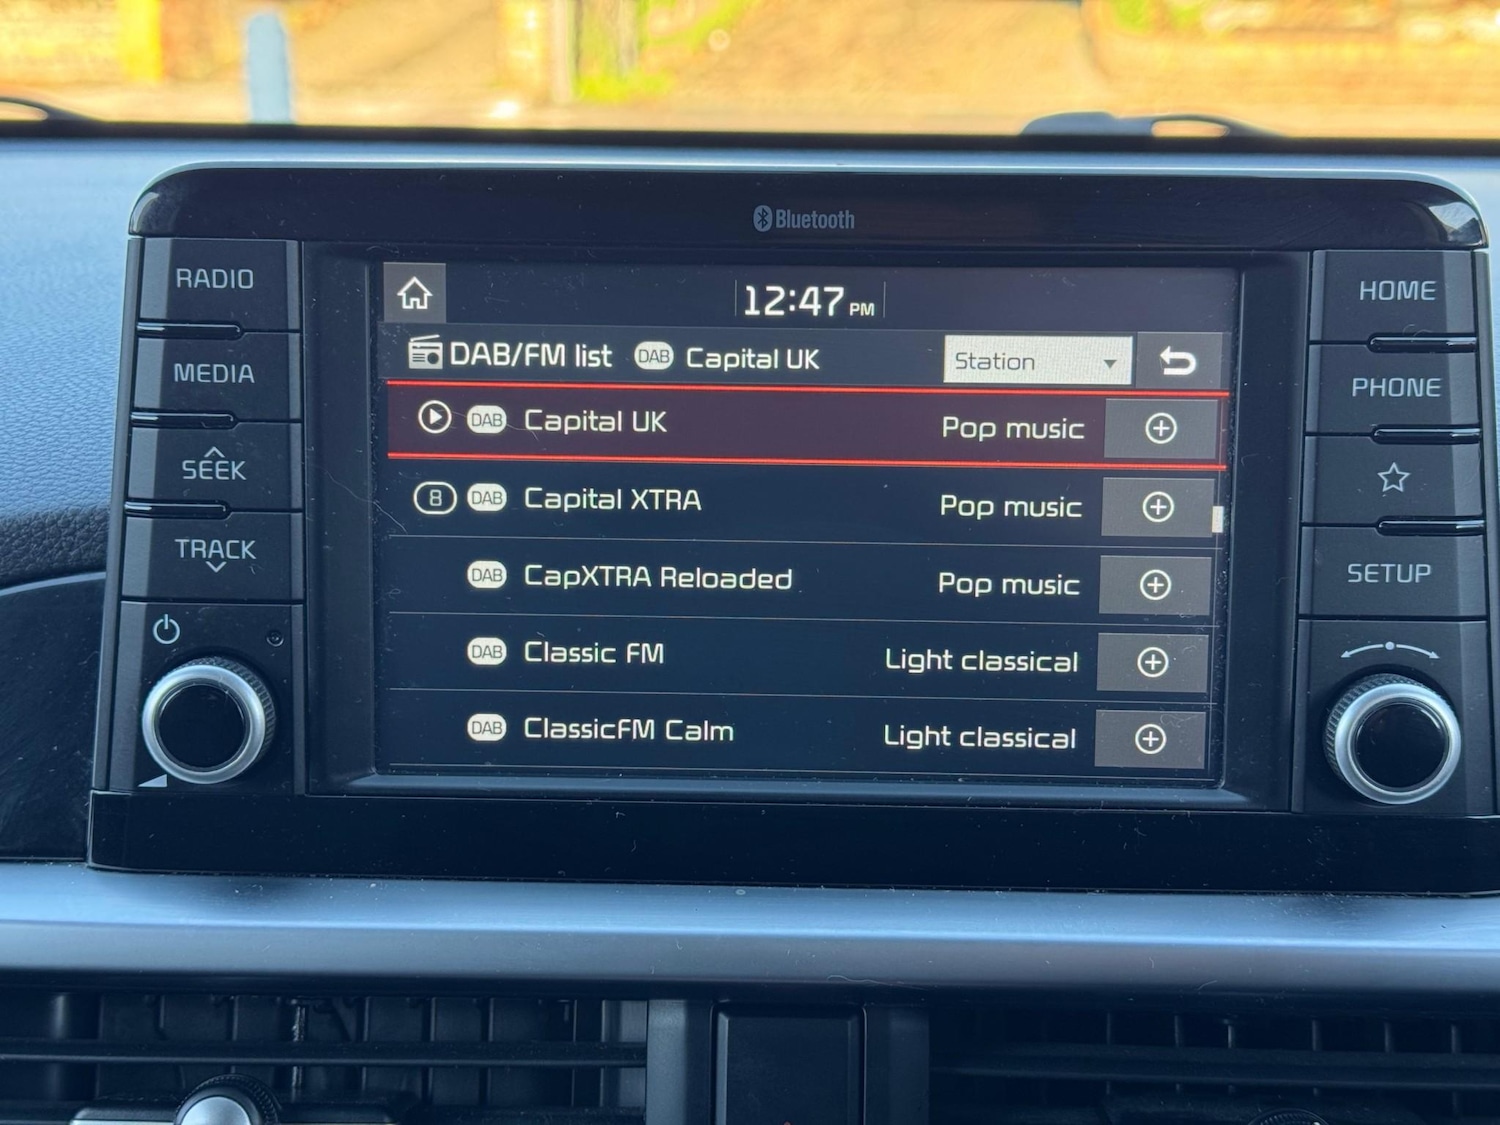 Bluetooth
RADIO
MEDIA
SEEK
TRACK
HOME
PHONE
SETUP
12:47 PM
DAB/FM list DAB Capital UK Station
DAB Capital UK Pop music
8 DAB Capital XTRA Pop music
DAB CapXTRA Reloaded Pop music
DAB Classic FM Light classical
DAB ClassicFM Calm Light classical